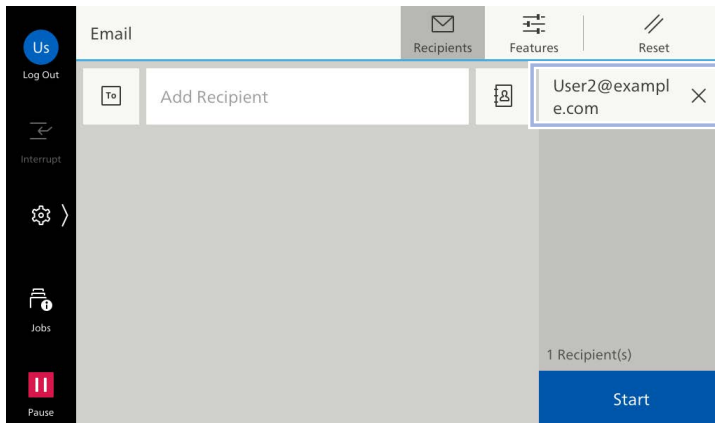 Us
Log Out
Interrupt
Jobs
Pause
Email
Recipients
Features
Reset
To
Add Recipient
User2@exampl
e.com
1 Recipient(s)
Start